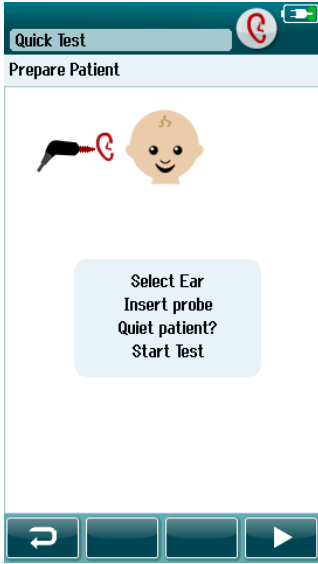 Quick Test
Prepare Patient
Select Ear
Insert probe
Quiet patient?
Start Test